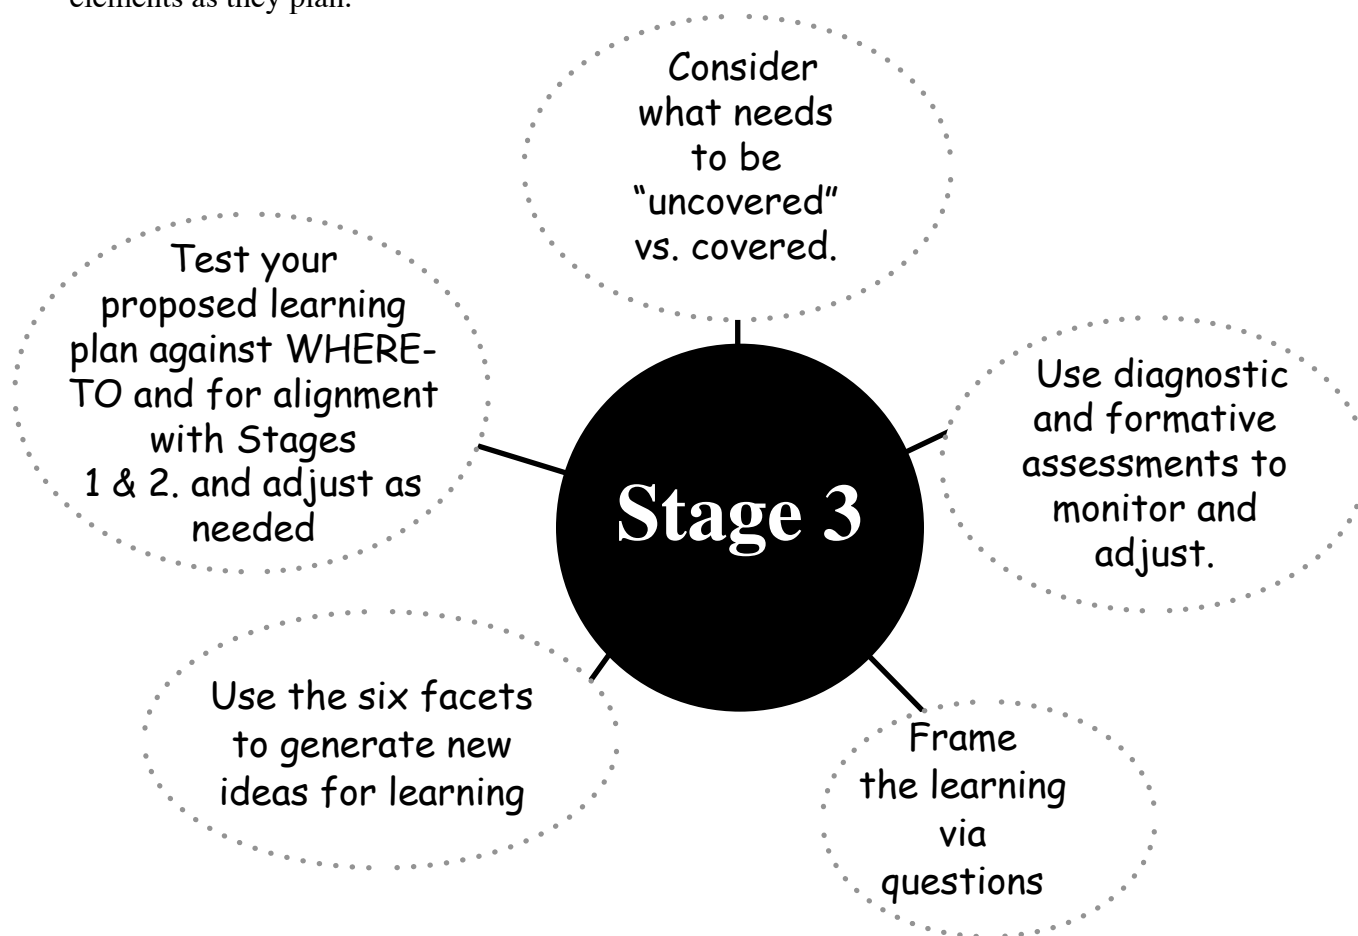 elements as they plan.
Consider
what needs
to be
“uncovered”
vs. covered.
Test your
proposed learning
plan against WHERE-
TO and for alignment
with Stages
1 & 2. and adjust as
needed
Use diagnostic
and formative
assessments to
monitor and
adjust.
Stage 3
Use the six facets
to generate new
ideas for learning
Frame
the learning
via
questions